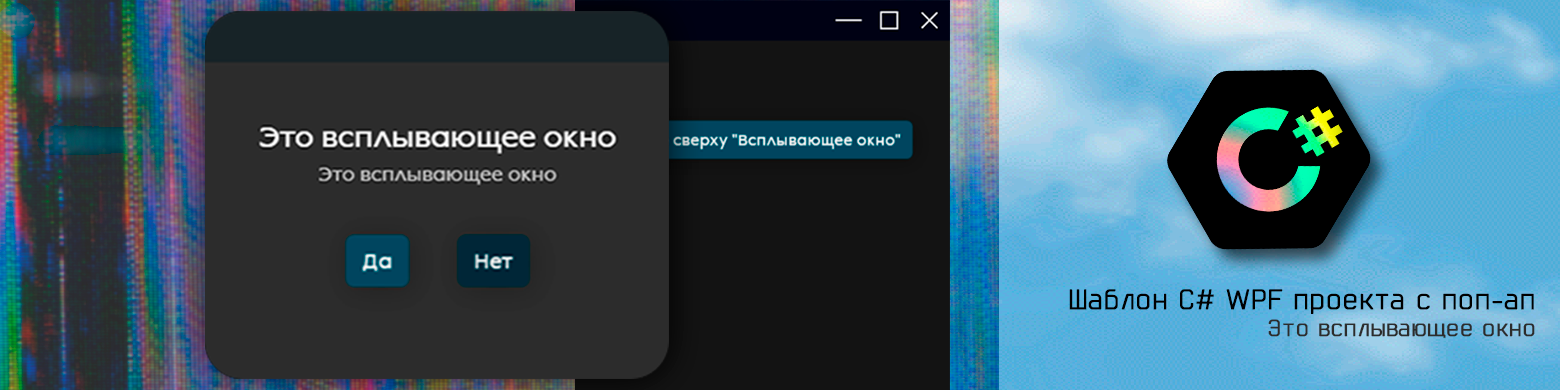 Это всплывающее окно
Это всплывающее окно
Да
Нет
сверху "Всплывающее окно"
C#
Шаблон C# WPF проекта с поп-ап
Это всплывающее окно